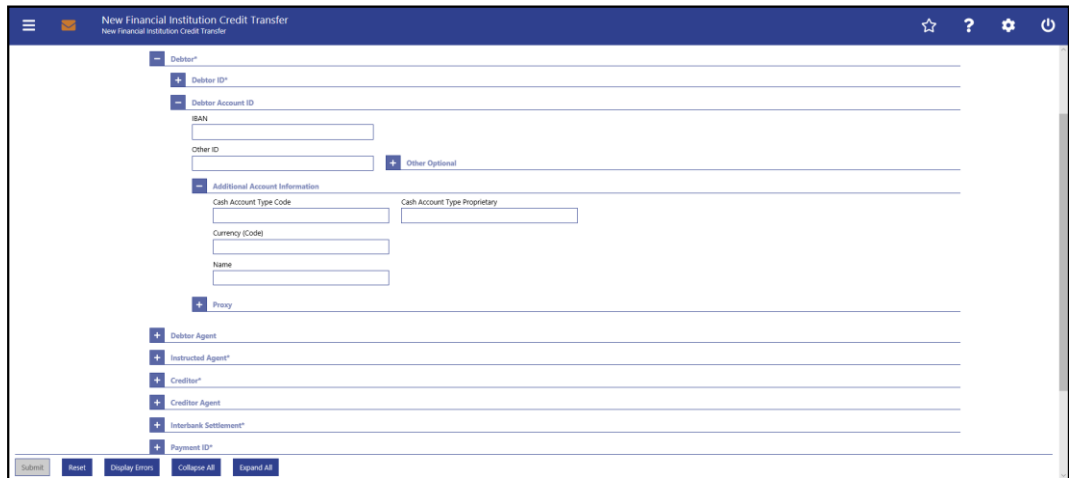 New Financial Institution Credit Transfer
New Financial Institution Credit Transfer
?
Debtor*
Debtor ID*
Debtor Account ID
IBAN
Other ID
Other Optional
Additional Account Information
Cash Account Type Code Cash Account Type Proprietary
Currency (Code)
Name
Proxy
Debtor Agent
Instructed Agent*
Creditor*
Creditor Agent
Interbank Settlement*
Payment ID*
Submit Reset Display Errors Collapse All Expand All